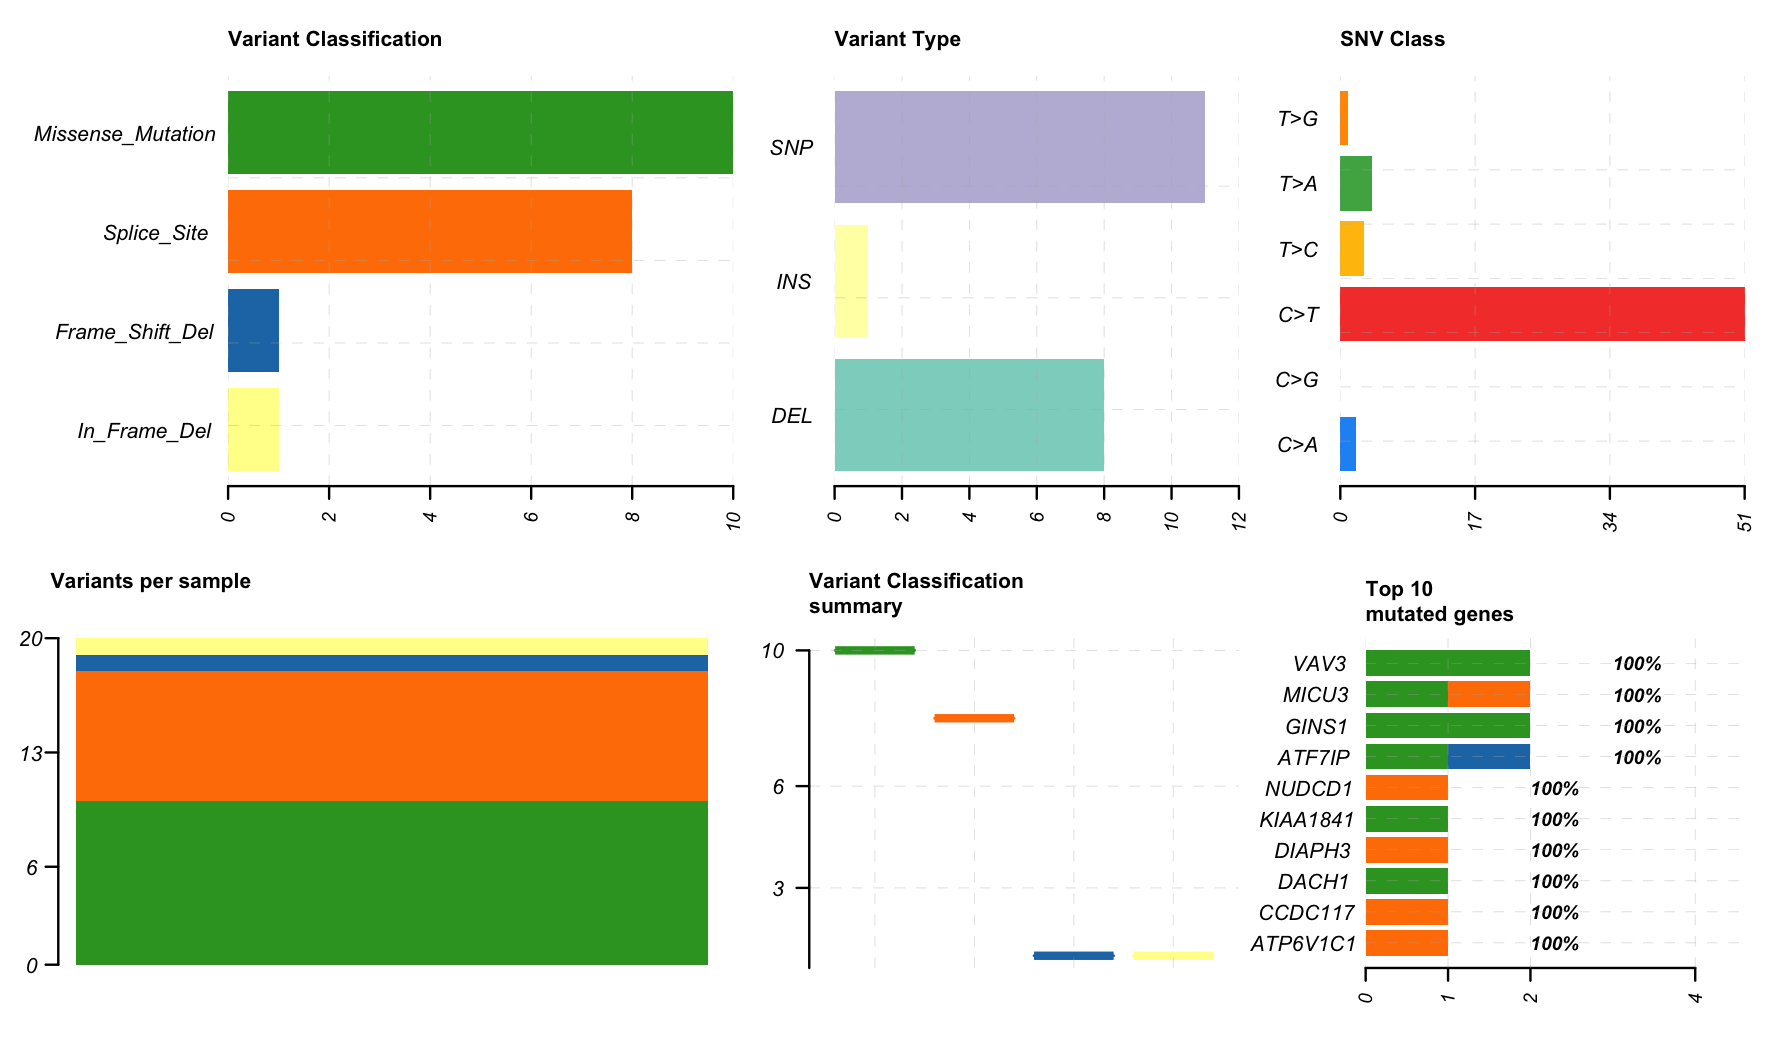 Variant Classification
Missense_Mutation
Splice_Site
Frame_Shift_Del
In_Frame_Del
0 2 4 6 8 10
Variant Type
SNP
INS
DEL
0 2 4 6 8 10 12
SNV Class
T>G
T>A
T>C
C>T
C>G
C>A
0 17 34 51
Variants per sample
20
13
6
0
Variant Classification
summary
10
6
3
Top 10
mutated genes
VAV3 100%
MICU3 100%
GINS1 100%
ATF7IP 100%
NUDCD1 100%
KIAA1841 100%
DIAPH3 100%
DACH1 100%
CCDC117 100%
ATP6V1C1 100%
0 1 2 4